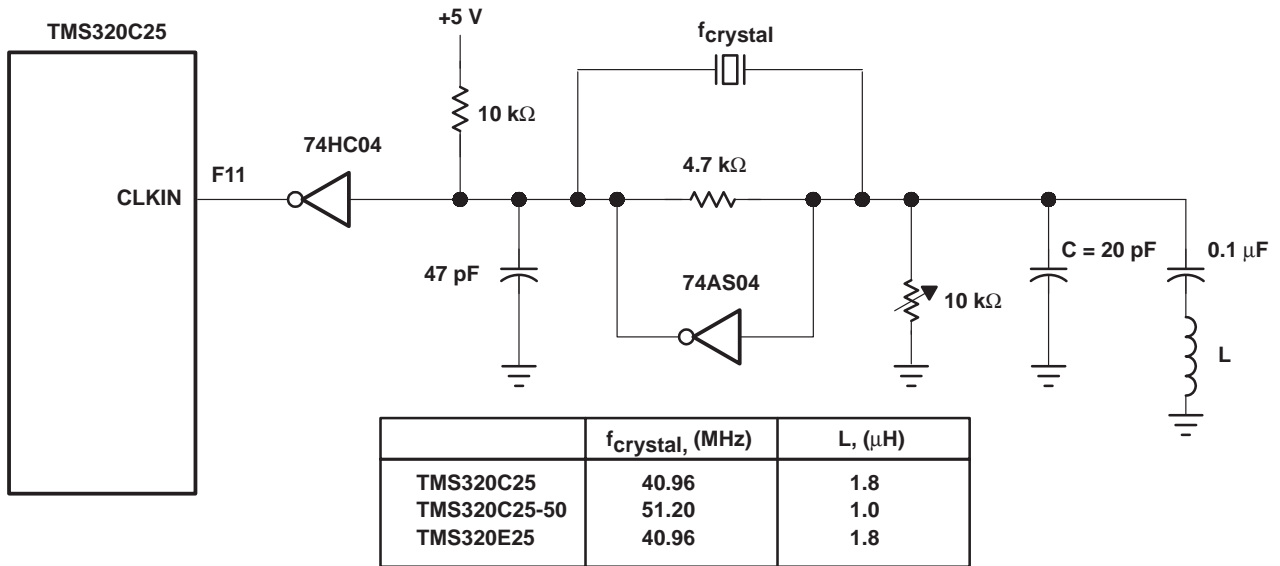 +5 V
TMS320C25
fcrystal
10 kΩ
74HC04
4.7 kΩ
F11
CLKIN
47 pF
C = 20 pF
0.1 μF
74AS04
10 kΩ
L
fcrystal, (MHz) L, (μH)
TMS320C25 40.96 1.8
TMS320C25-50 51.20 1.0
TMS320E25 40.96 1.8